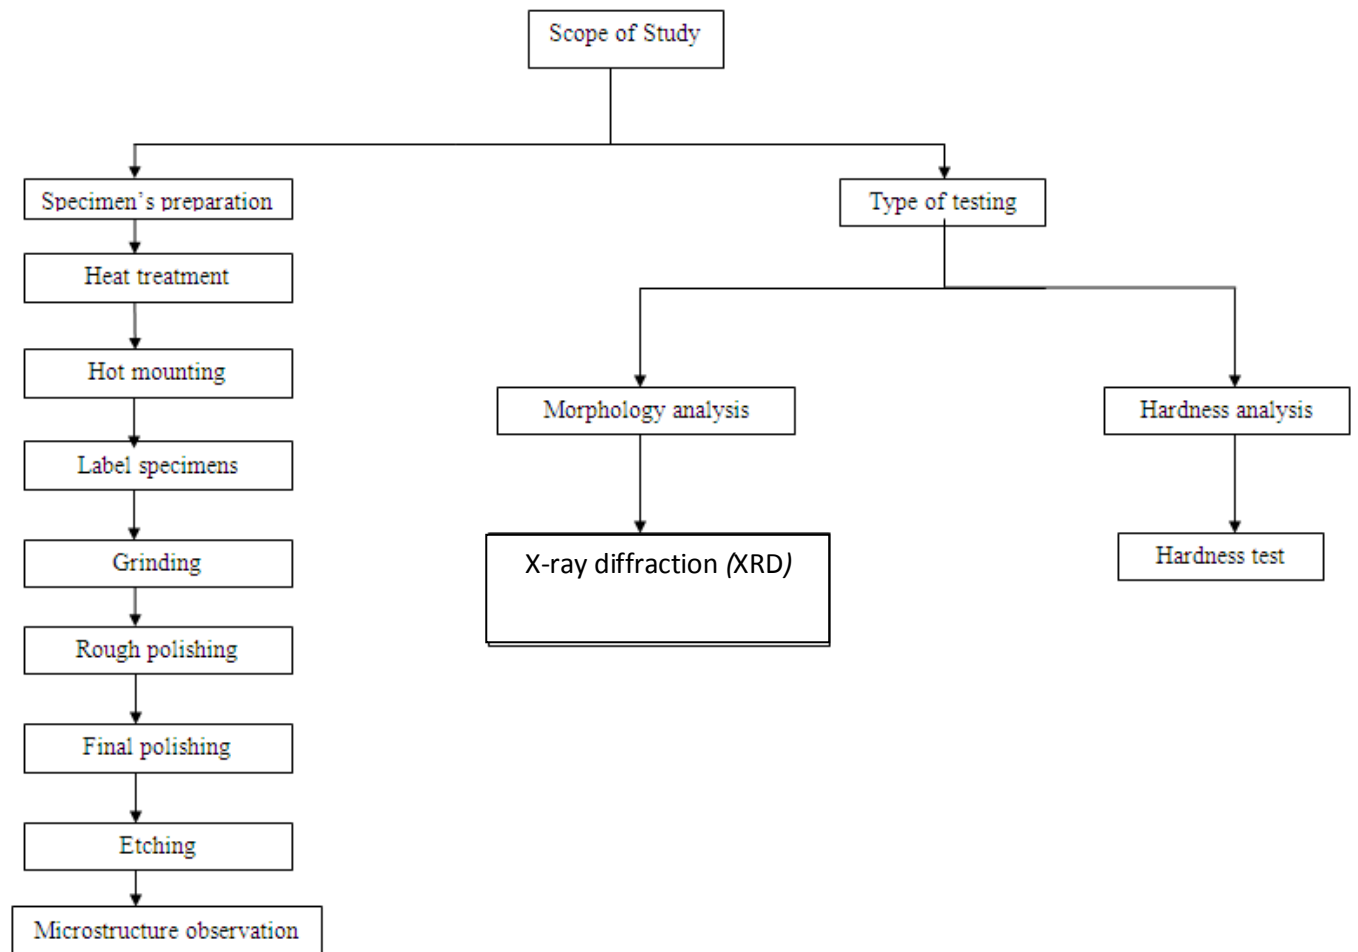 Scope of Study
Specimen’s preparation
Type of testing
Heat treatment
Hot mounting
Morphology analysis
Hardness analysis
Label specimens
Grinding
X-ray diffraction (XRD)
Hardness test
Rough polishing
Final polishing
Etching
Microstructure observation